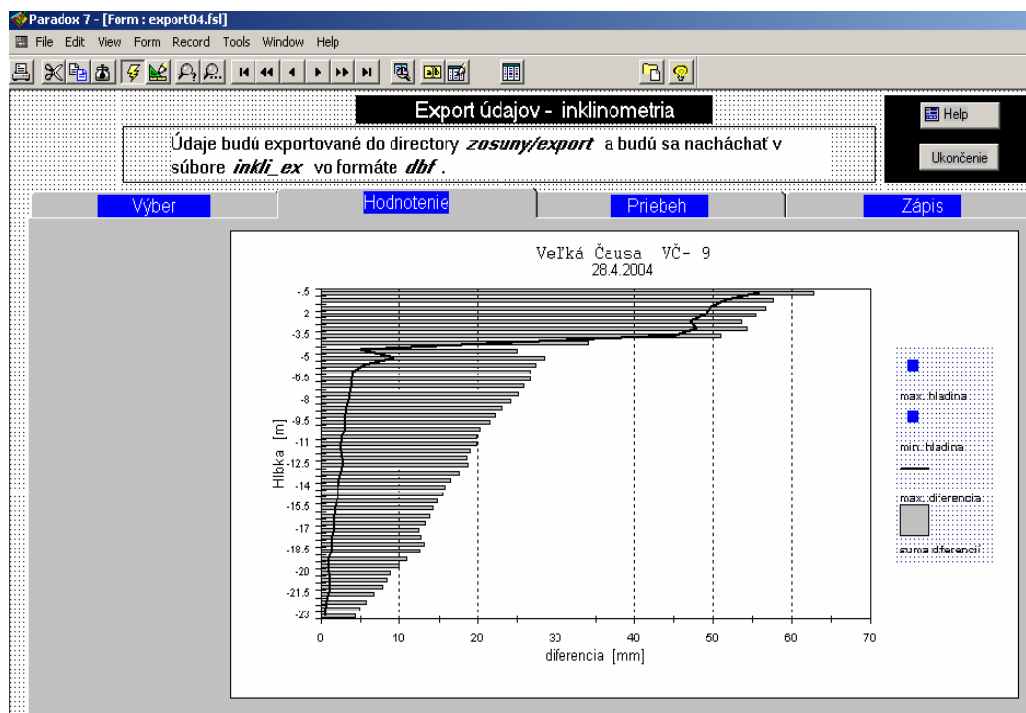 Paradox 7 - [Form : export04.fsl]
File Edit View Form Record Tools Window Help
Export údajov - inklinometria
Help
Údaje budú exportované do directory zosuny/export a budú sa nachácháť v
súbore inkli_ex vo formáte dbf .
Ukončenie
Výber Hodnotenie Priebeh Zápis
Veľká Čausa VČ- 9
28.4.2004
-.5
2
-3.5
-5
-6.5
-8
-9.5
-11
-12.5
-14
-15.5
-17
-19.5
-20
-21.5
-23
Hĺbka [m]
0 10 20 30 40 50 60 70
diferencia [mm]
max. hladina
min. hladina
max. diferencia
suma diferencií